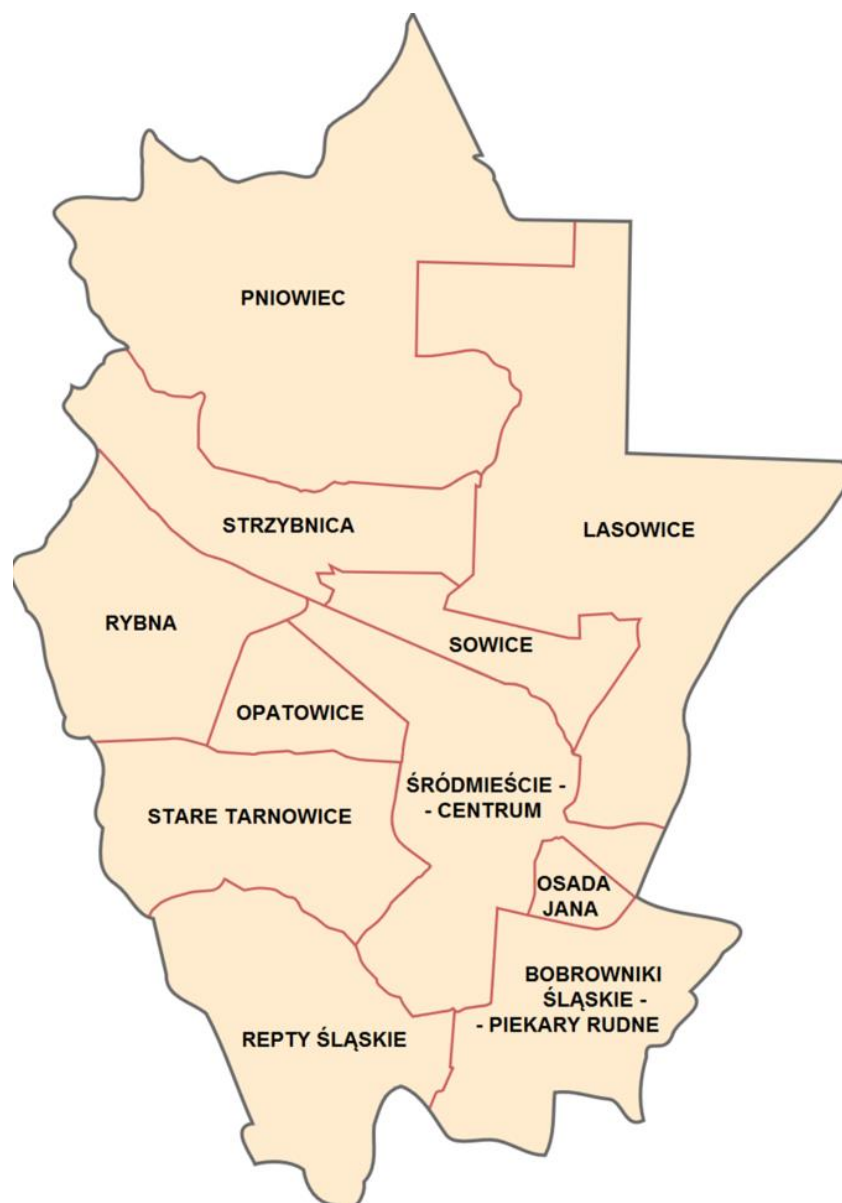 PNIOWIEC
STRZYBNICA
LASOWICE
RYBNA
SOWICE
OPATOWICE
ŚRÓDMIEŚCIE -
- CENTRUM
STARE TARNOWICE
OSADA
JANA
BOBROWNIKI
ŚLĄSKIE -
- PIEKARY RUDNE
REPTY ŚLĄSKIE